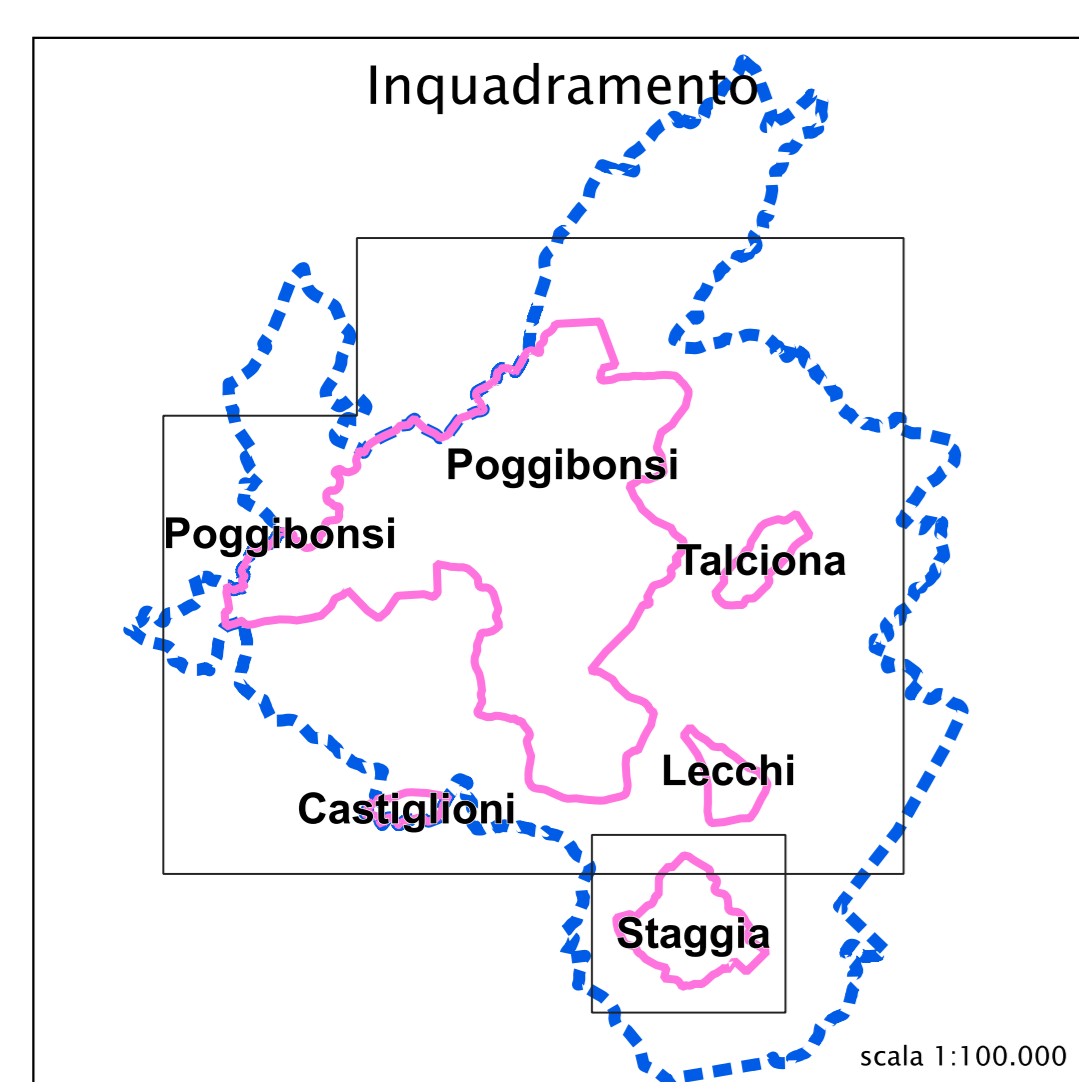 Inquadramento
Poggibonsi
Poggibonsi
Talciona
Lecchi
Castiglioni
Staggia
scala 1:100.000